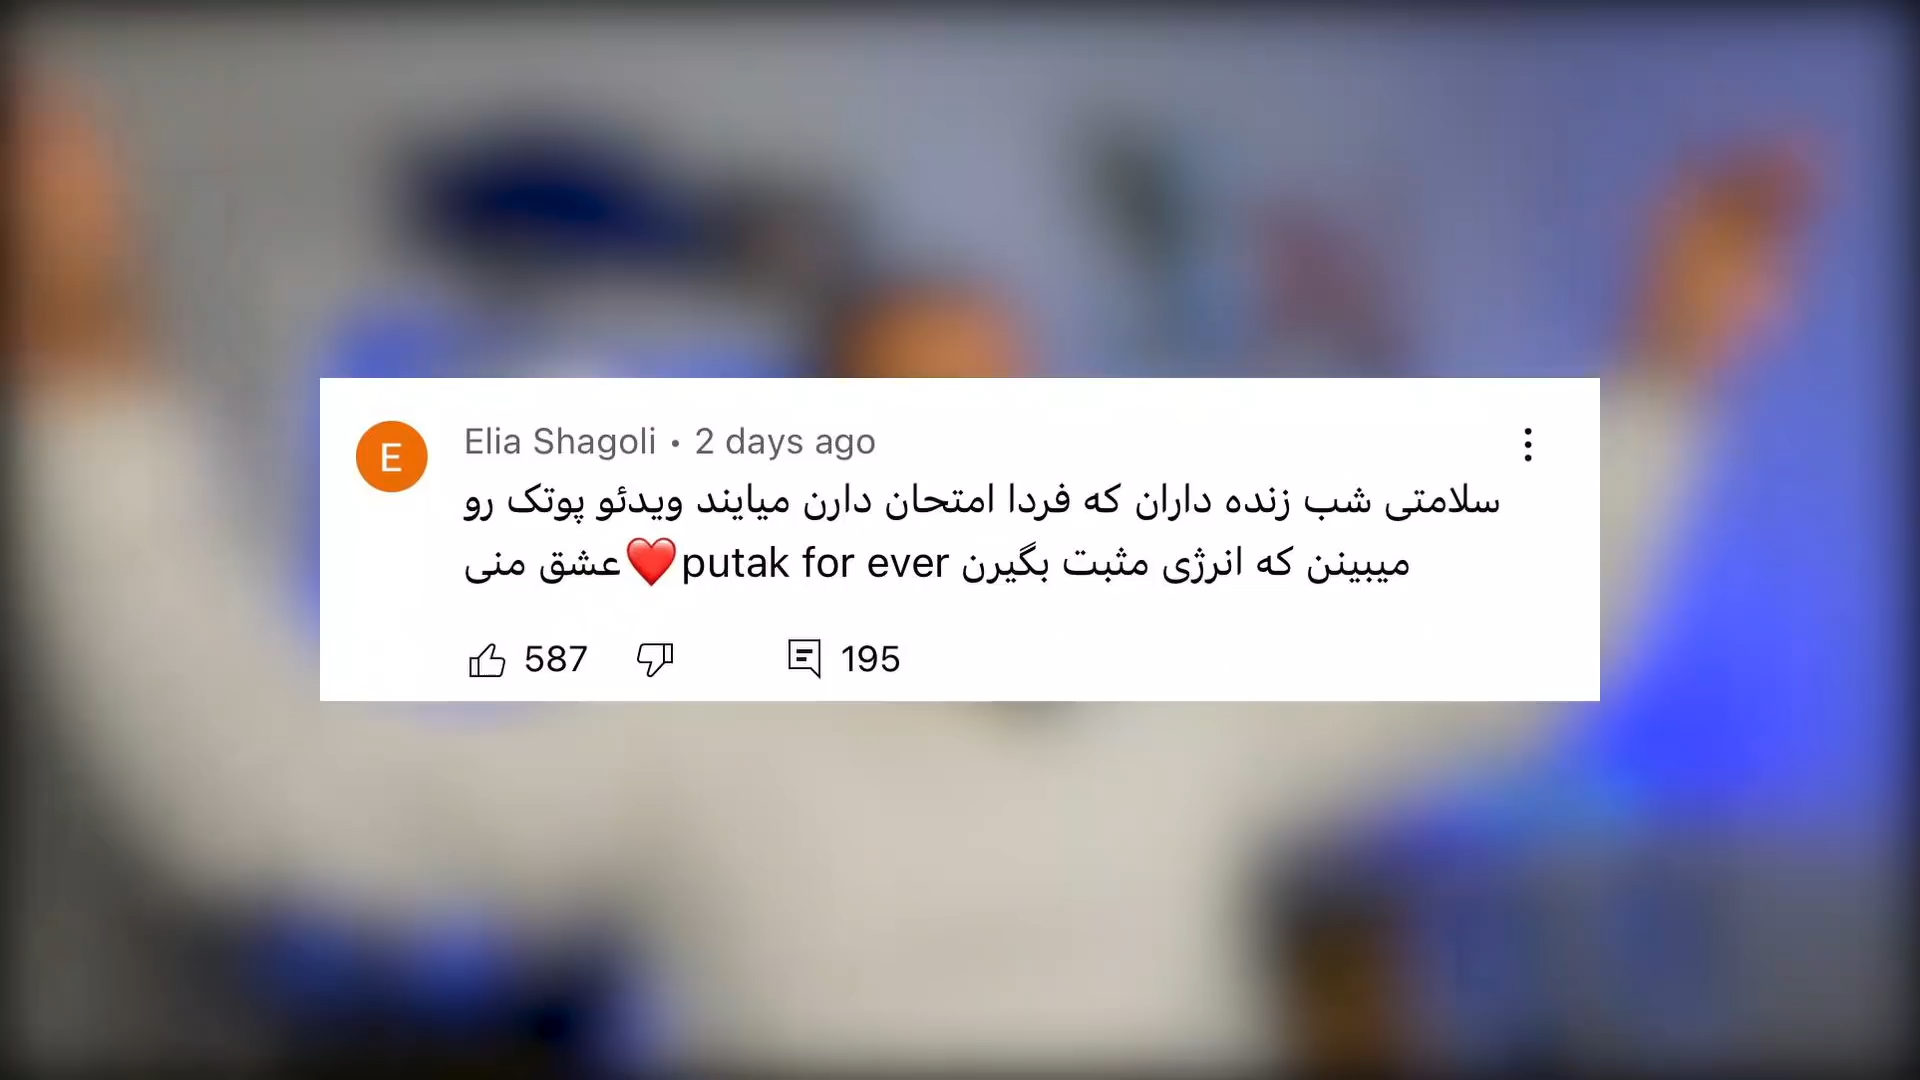 E
Elia Shagoli • 2 days ago
سلامتی شب زنده داران که فردا امتحان دارن میایند ویدئو پوتک رو
میبینن که انرژی مثبت بگیرن putak for ever❤️عشق منی
587 195